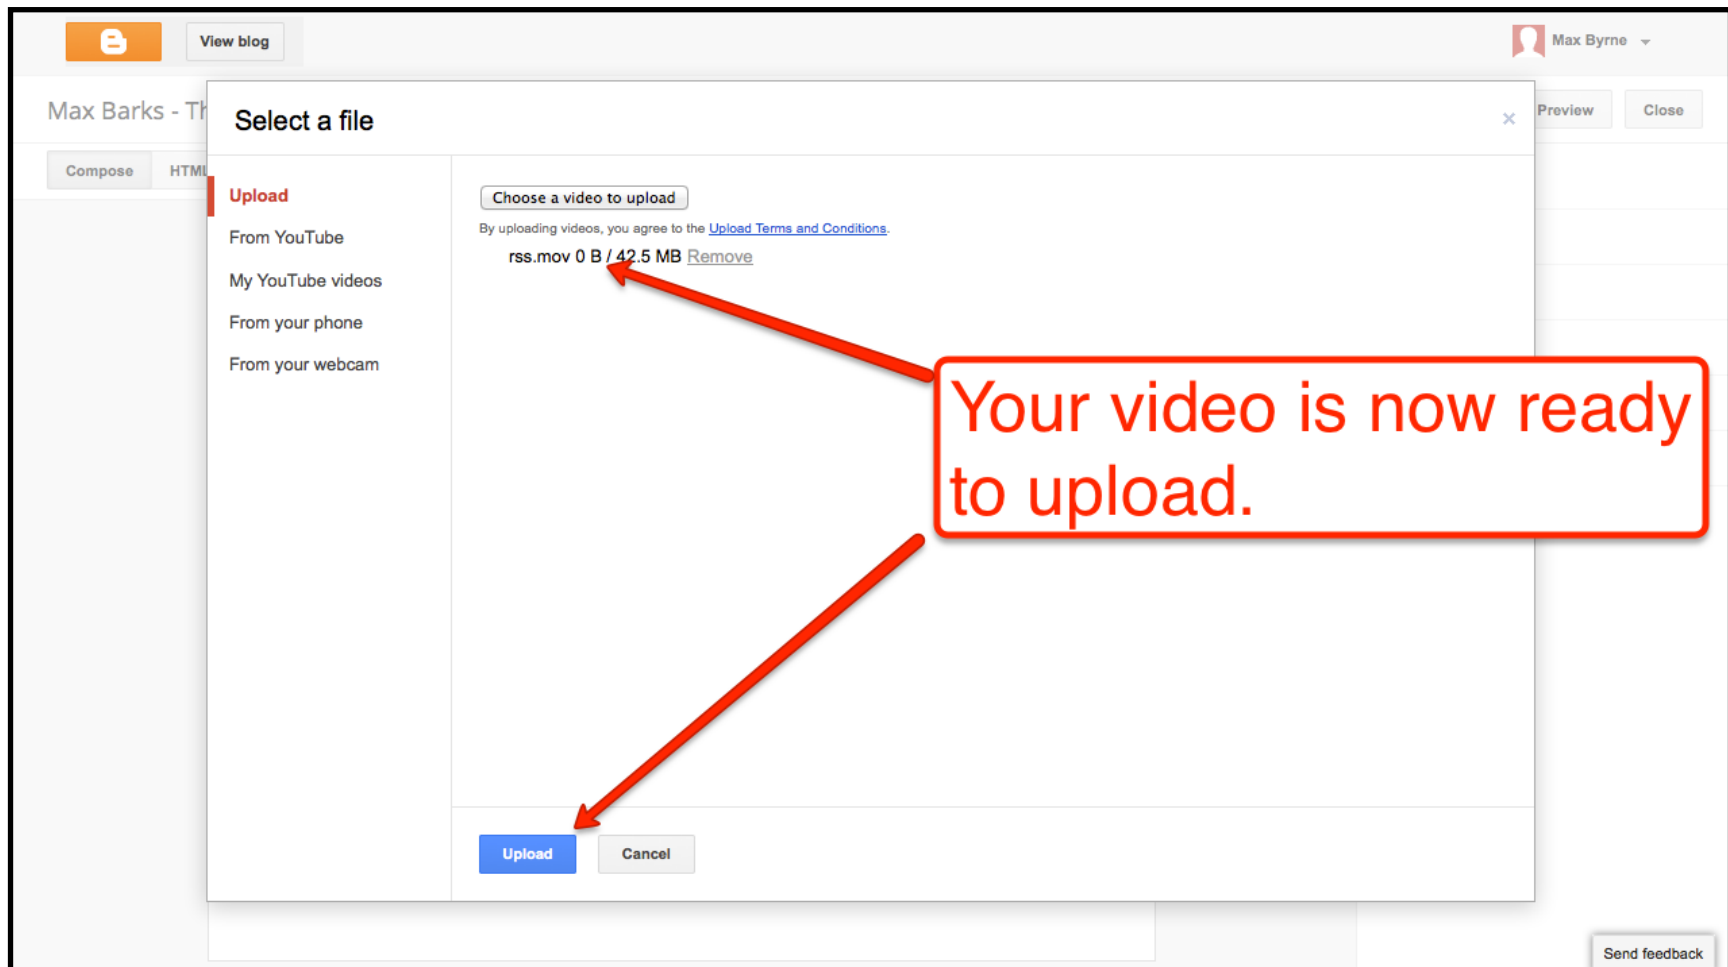 View blog
Max Byrne
Max Barks - Th
Preview
Close
Compose
HTML
Select a file
×
Upload
From YouTube
My YouTube videos
From your phone
From your webcam
Choose a video to upload
By uploading videos, you agree to the Upload Terms and Conditions.
rss.mov 0 B / 42.5 MB Remove
Your video is now ready
to upload.
Upload
Cancel
Send feedback